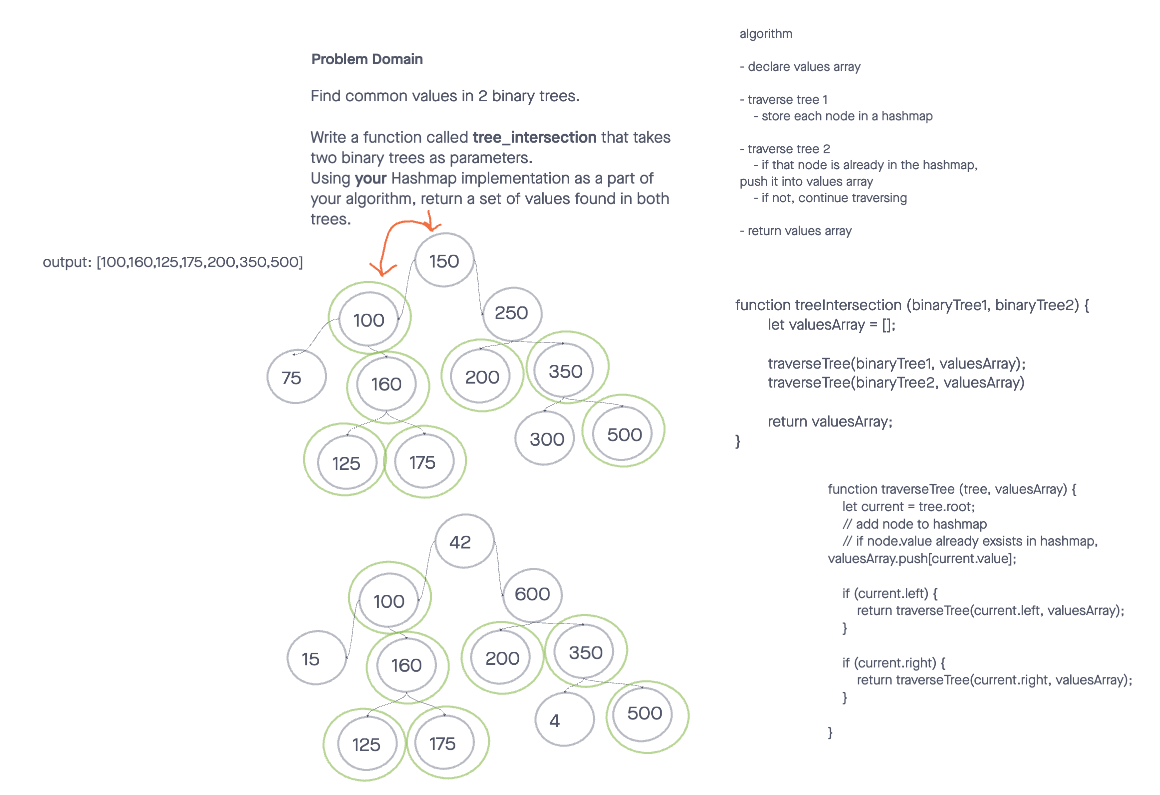 Problem Domain
Find common values in 2 binary trees.
Write a function called tree_intersection that takes
two binary trees as parameters.
Using your Hashmap implementation as a part of
your algorithm, return a set of values found in both
trees.
output: [100,160,125,175,200,350,500]
150
100
250
75
160
200
350
300
500
125
175
42
100
600
15
160
200
350
4
500
125
175
algorithm
- declare values array
- traverse tree 1
- store each node in a hashmap
- traverse tree 2
- if that node is already in the hashmap,
push it into values array
- if not, continue traversing
- return values array
function treeIntersection (binaryTree1, binaryTree2) {
let valuesArray = [];
traverseTree(binaryTree1, valuesArray);
traverseTree(binaryTree2, valuesArray)
return valuesArray;
}
function traverseTree (tree, valuesArray) {
let current = tree.root;
// add node to hashmap
// if node.value already exsists in hashmap,
valuesArray.push[current.value];
if (current.left) {
return traverseTree(current.left, valuesArray);
}
if (current.right) {
return traverseTree(current.right, valuesArray);
}
}